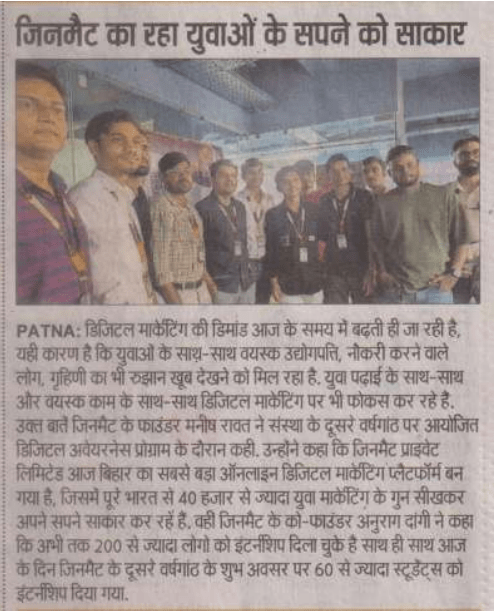 जिनमैट का रहा युवाओं के सपने को साकार
PATNA: डिजिटल मार्केटिंग की डिमांड आज के समय में बढ़ती ही जा रही है,
यही कारण है कि युवाओं के साथ-साथ वयस्क उद्योगपति, नौकरी करने वाले
लोग, गृहिणी का भी रुझान खूब देखने को मिल रहा है. युवा पढ़ाई के साथ-साथ
और वयस्क काम के साथ-साथ डिजिटल मार्केटिंग पर भी फोकस कर रहे हैं.
उक्त बातें जिनमैट के फाउंडर मनीष रावत ने संस्था के दूसरे वर्षगांठ पर आयोजित
डिजिटल अवेयरनेस प्रोग्राम के दौरान कही. उन्होंने कहा कि जिनमैट प्राइवेट
लिमिटेड आज बिहार का सबसे बड़ा ऑनलाइन डिजिटल मार्केटिंग प्लैटफॉर्म बन
गया है, जिसमें पूरे भारत से 40 हजार से ज्यादा युवा मार्केटिंग के गुन सीखकर
अपने सपने साकार कर रहें हैं. वही जिनमैट के को-फाउंडर अनुराग दांगी ने कहा
कि अभी तक 200 से ज्यादा लोगो को इंटर्नशिप दिला चुके है साथ ही साथ आज
के दिन जिनमैट के दूसरे वर्षगांठ के शुभ अवसर पर 60 से ज्यादा स्टूडेंट्स को
इंटर्नशिप दिया गया.